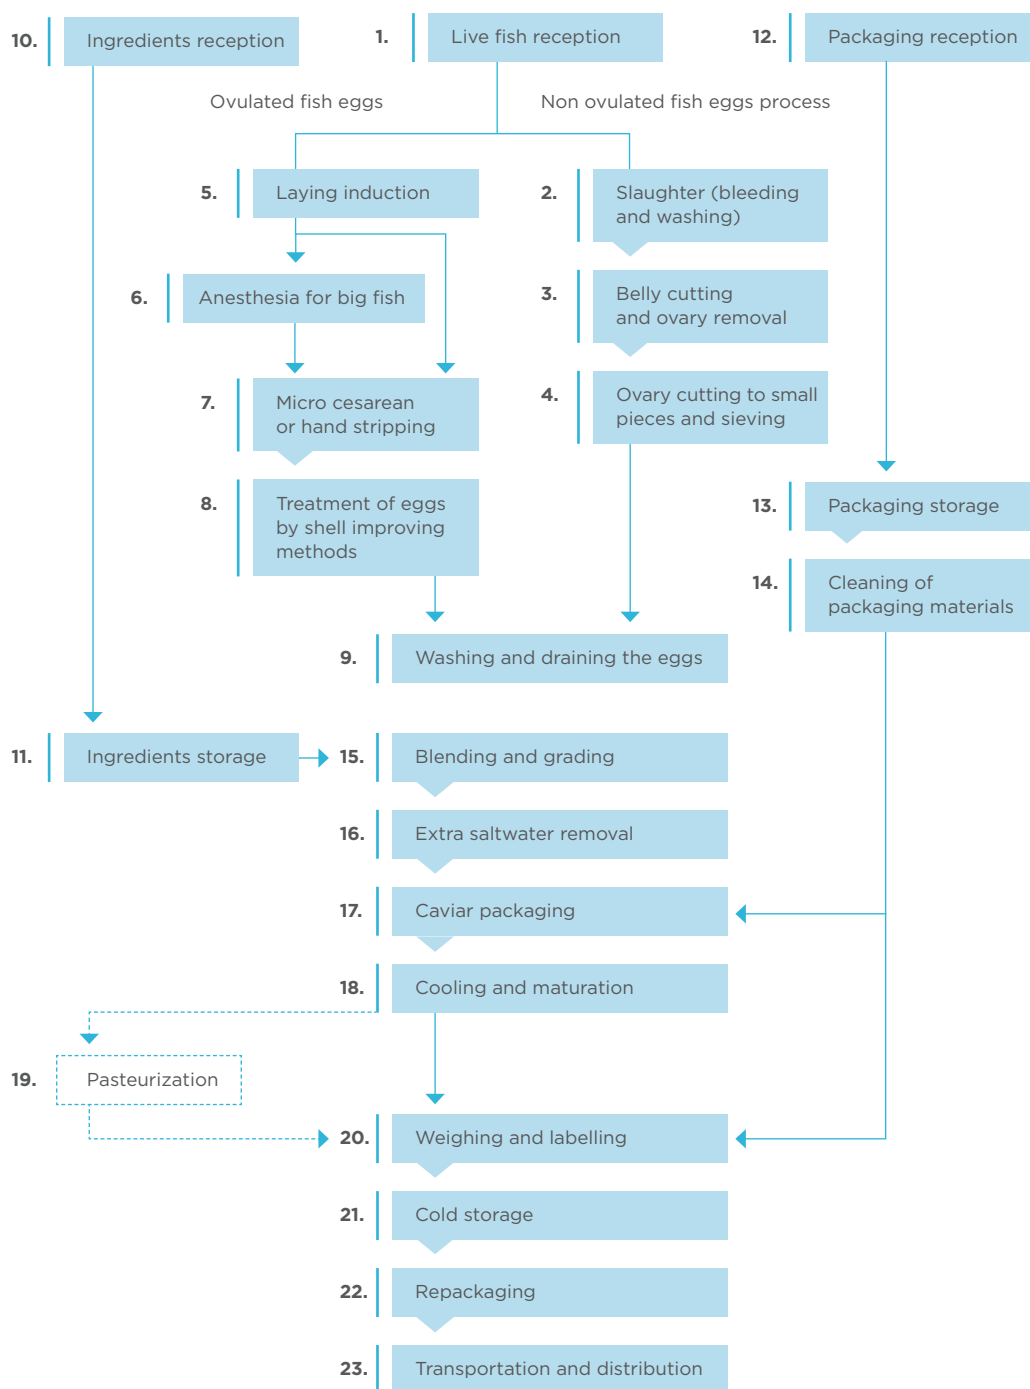 10.
Ingredients reception
1.
Live fish reception
12.
Packaging reception
Ovulated fish eggs
Non ovulated fish eggs process
5.
Laying induction
2.
Slaughter (bleeding
and washing)
6.
Anesthesia for big fish
3.
Belly cutting
and ovary removal
7.
Micro cesarean
or hand stripping
4.
Ovary cutting to small
pieces and sieving
8.
Treatment of eggs
by shell improving
methods
13.
Packaging storage
14.
Cleaning of
packaging materials
9.
Washing and draining the eggs
11.
Ingredients storage
15.
Blending and grading
16.
Extra saltwater removal
17.
Caviar packaging
18.
Cooling and maturation
19.
Pasteurization
20.
Weighing and labelling
21.
Cold storage
22.
Repackaging
23.
Transportation and distribution